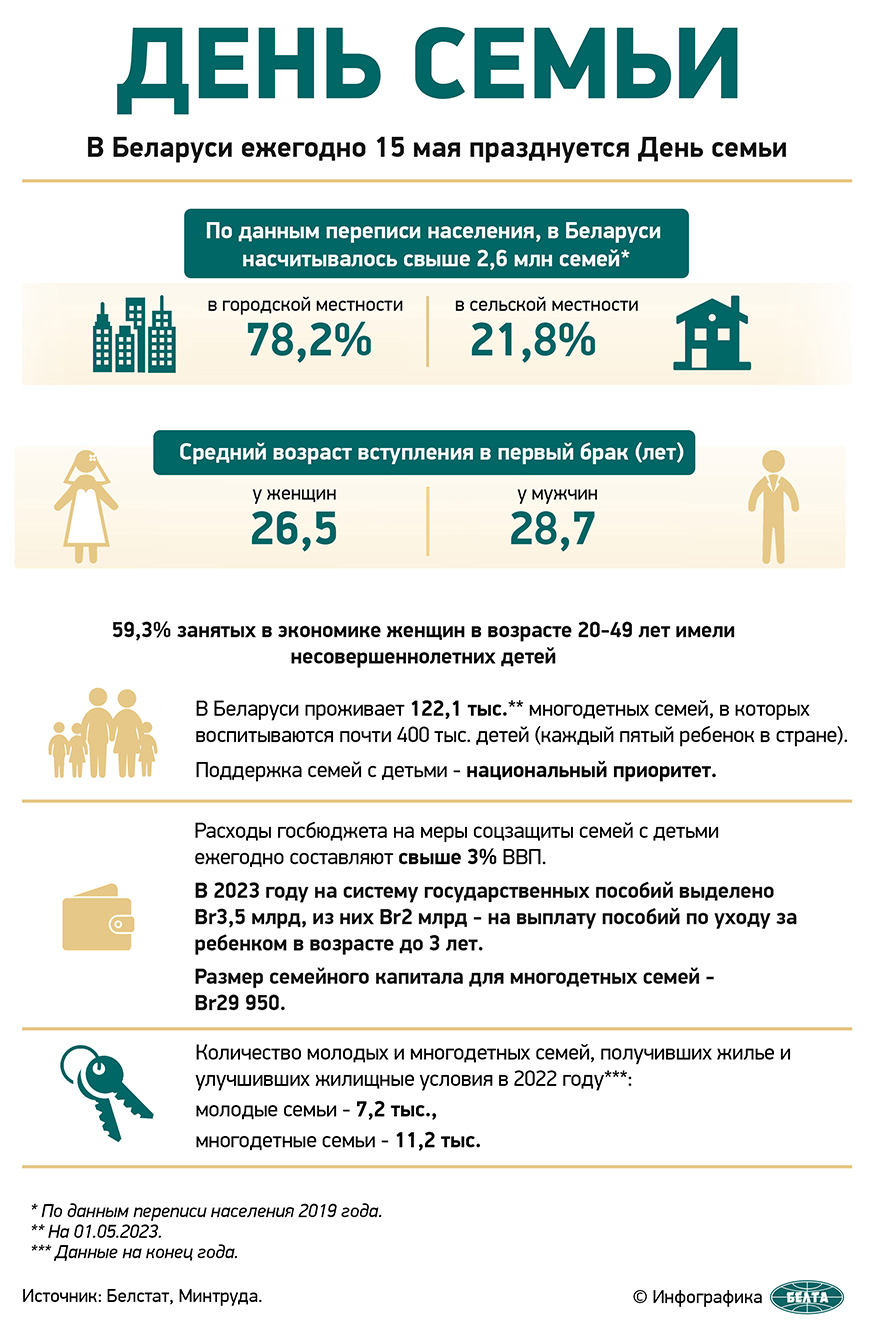 ДЕНЬ СЕМЬИ
В Беларуси ежегодно 15 мая празднуется День семьи
По данным переписи населения, в Беларуси
насчитывалось свыше 2,6 млн семей*
в городской местности
78,2%
в сельской местности
21,8%
Средний возраст вступления в первый брак (лет)
у женщин
26,5
у мужчин
28,7
59,3% занятых в экономике женщин в возрасте 20-49 лет имели
несовершеннолетних детей
В Беларуси проживает 122,1 тыс.** многодетных семей, в которых
воспитываются почти 400 тыс. детей (каждый пятый ребенок в стране).
Поддержка семей с детьми - национальный приоритет.
Расходы госбюджета на меры соцзащиты семей с детьми
ежегодно составляют свыше 3% ВВП.
В 2023 году на систему государственных пособий выделено
Br3,5 млрд, из них Br2 млрд - на выплату пособий по уходу за
ребенком в возрасте до 3 лет.
Размер семейного капитала для многодетных семей -
Br29 950.
Количество молодых и многодетных семей, получивших жилье и
улучшивших жилищные условия в 2022 году***:
молодые семьи - 7,2 тыс.,
многодетные семьи - 11,2 тыс.
* По данным переписи населения 2019 года.
** На 01.05.2023.
*** Данные на конец года.
Источник: Белстат, Минтруда.
© Инфографика БЕЛТА